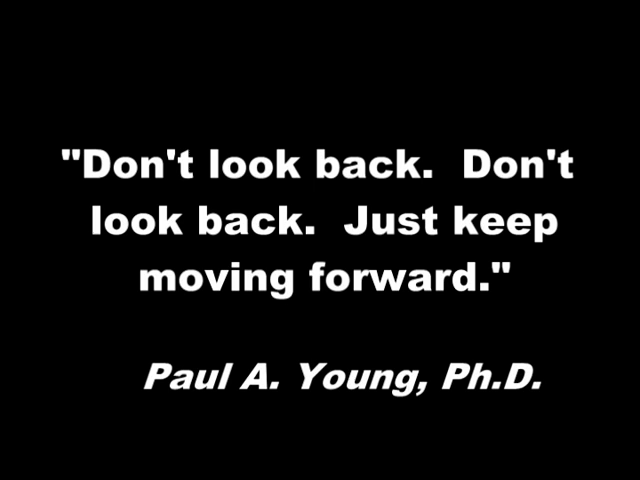 "Don't look back.  Don't
look back.  Just keep
moving forward."
Paul A. Young, Ph.D.